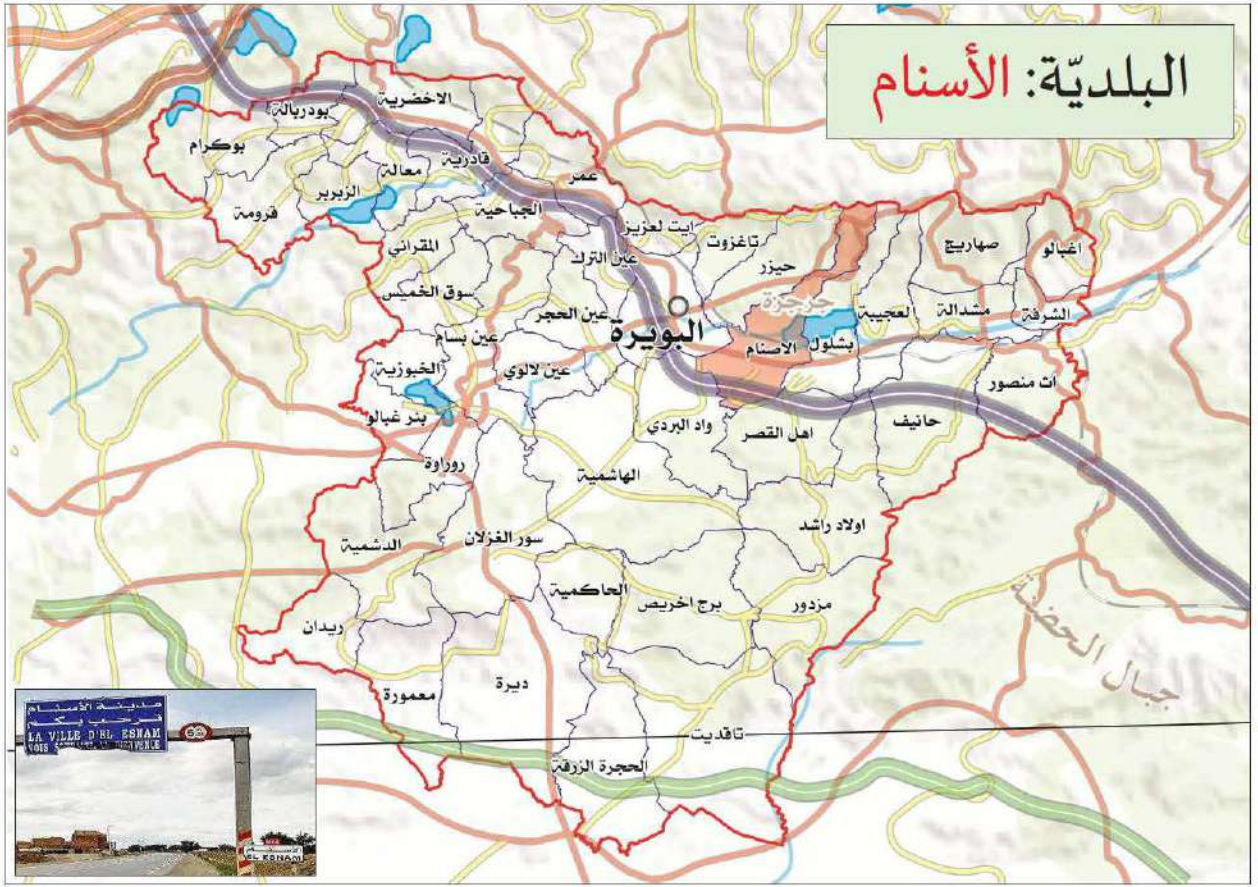 البلديّة: الأسنام
الاخضرية
بودربالة
بوكرام
قادرية
معالة
الزبربر
قرومة
عمر
الجباحية
ايت لعزيز
تاغزوت
حيزر
صهاريج
اغبالو
المقراني
عين الترك
سوق الخميس
جرجرة
العجيبة
مشدالة
الشرفة
عين الحجر
البويرة
الأصنام
بشلول
عين بسام
الخبوزية
عين لالوي
اث منصور
بئر غبالو
واد البردي
اهل القصر
حانيف
روراوة
الهاشمية
اولاد راشد
الدشمية
سور الغزلان
الحاكمية
برج اخريص
مزدور
جبال الحضنة
ريدان
معمورة
ديرة
تاقديت
الحجرة الزرقة
مدينة الأسنام
ترحب بكم
LA VILLE D'EL ESNAM
EL ESNAM